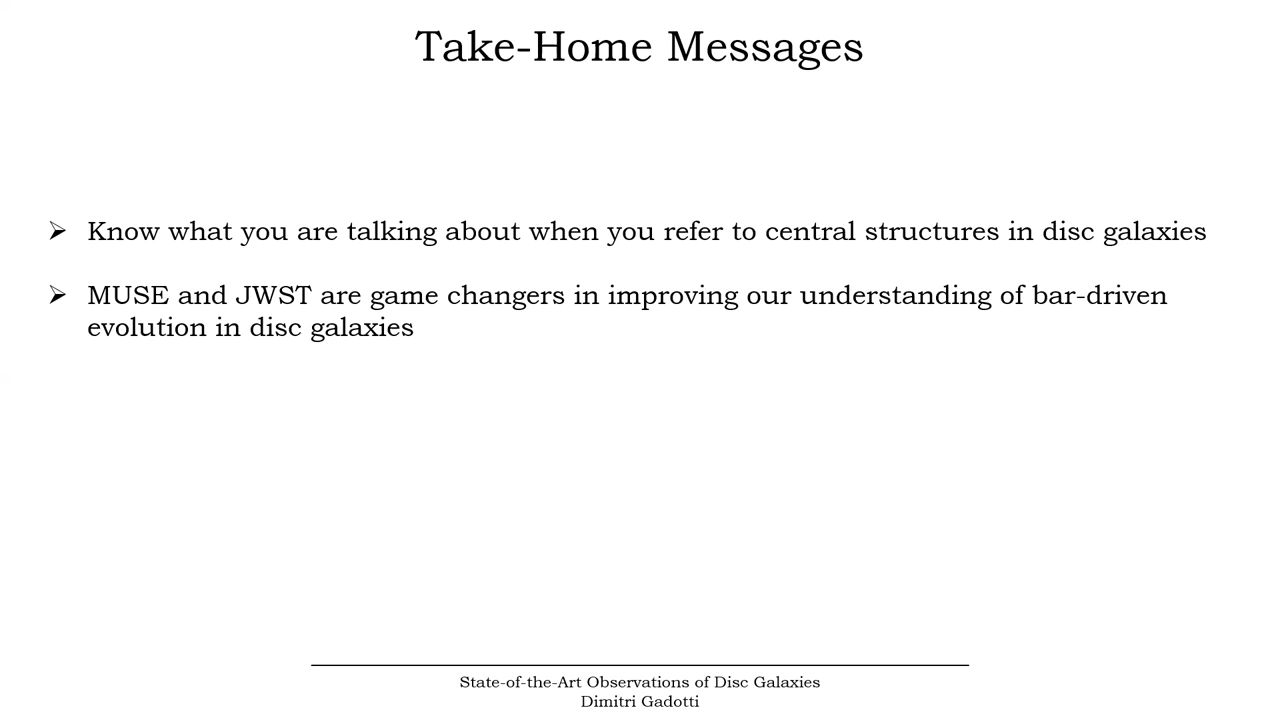 Take-Home Messages
➢ Know what you are talking about when you refer to central structures in disc galaxies
➢ MUSE and JWST are game changers in improving our understanding of bar-driven
evolution in disc galaxies
State-of-the-Art Observations of Disc Galaxies
Dimitri Gadotti